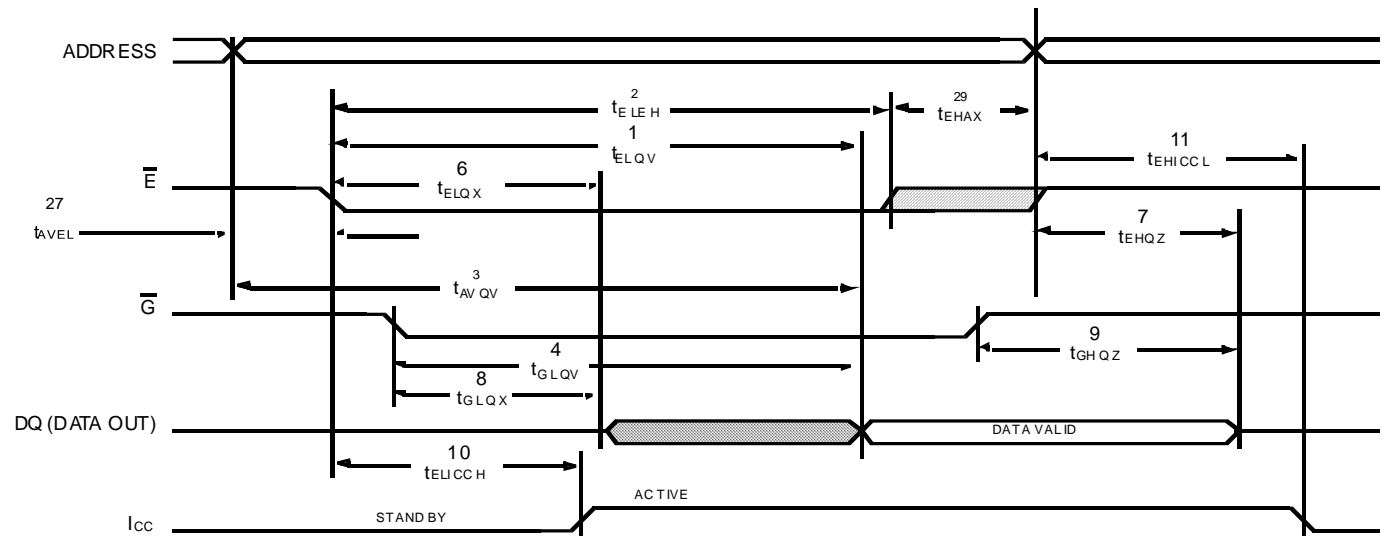 ADDRESS
2
tELEH
29
tEHAX
1
tELQV
11
tEHICCL
6
tELQX
E
27
tAVEL
7
tEHQZ
3
tAVQV
G
9
tGHQZ
4
tGLQV
8
tGLQX
DQ (DATA OUT)
DATA VALID
10
tELICCH
ACTIVE
ICC
STANDBY